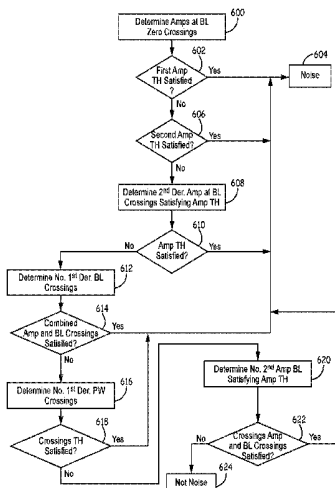 600
Determine Amps at BL
Zero Crossings
602
604
First Amp
TH Satisfied
?
Yes
Noise
No
606
Second Amp
TH Satisfied?
Yes
No
608
Determine 2nd Der. Amp at BL
Crossings Satisfying Amp TH
610
No
Amp TH
Satisfied?
Yes
Determine No. 1st Der. BL
Crossings
612
614
Combined
Amp and BL Crossings
Satisfied?
Yes
No
620
Determine No. 2nd Amp BL
Satisfying Amp TH
616
Determine No. 1st Der. PW
Crossings
618
Crossings TH
Satisfied?
Yes
No
622
No
Crossings Amp
and BL Crossings
Satisfied?
Yes
624
Not Noise